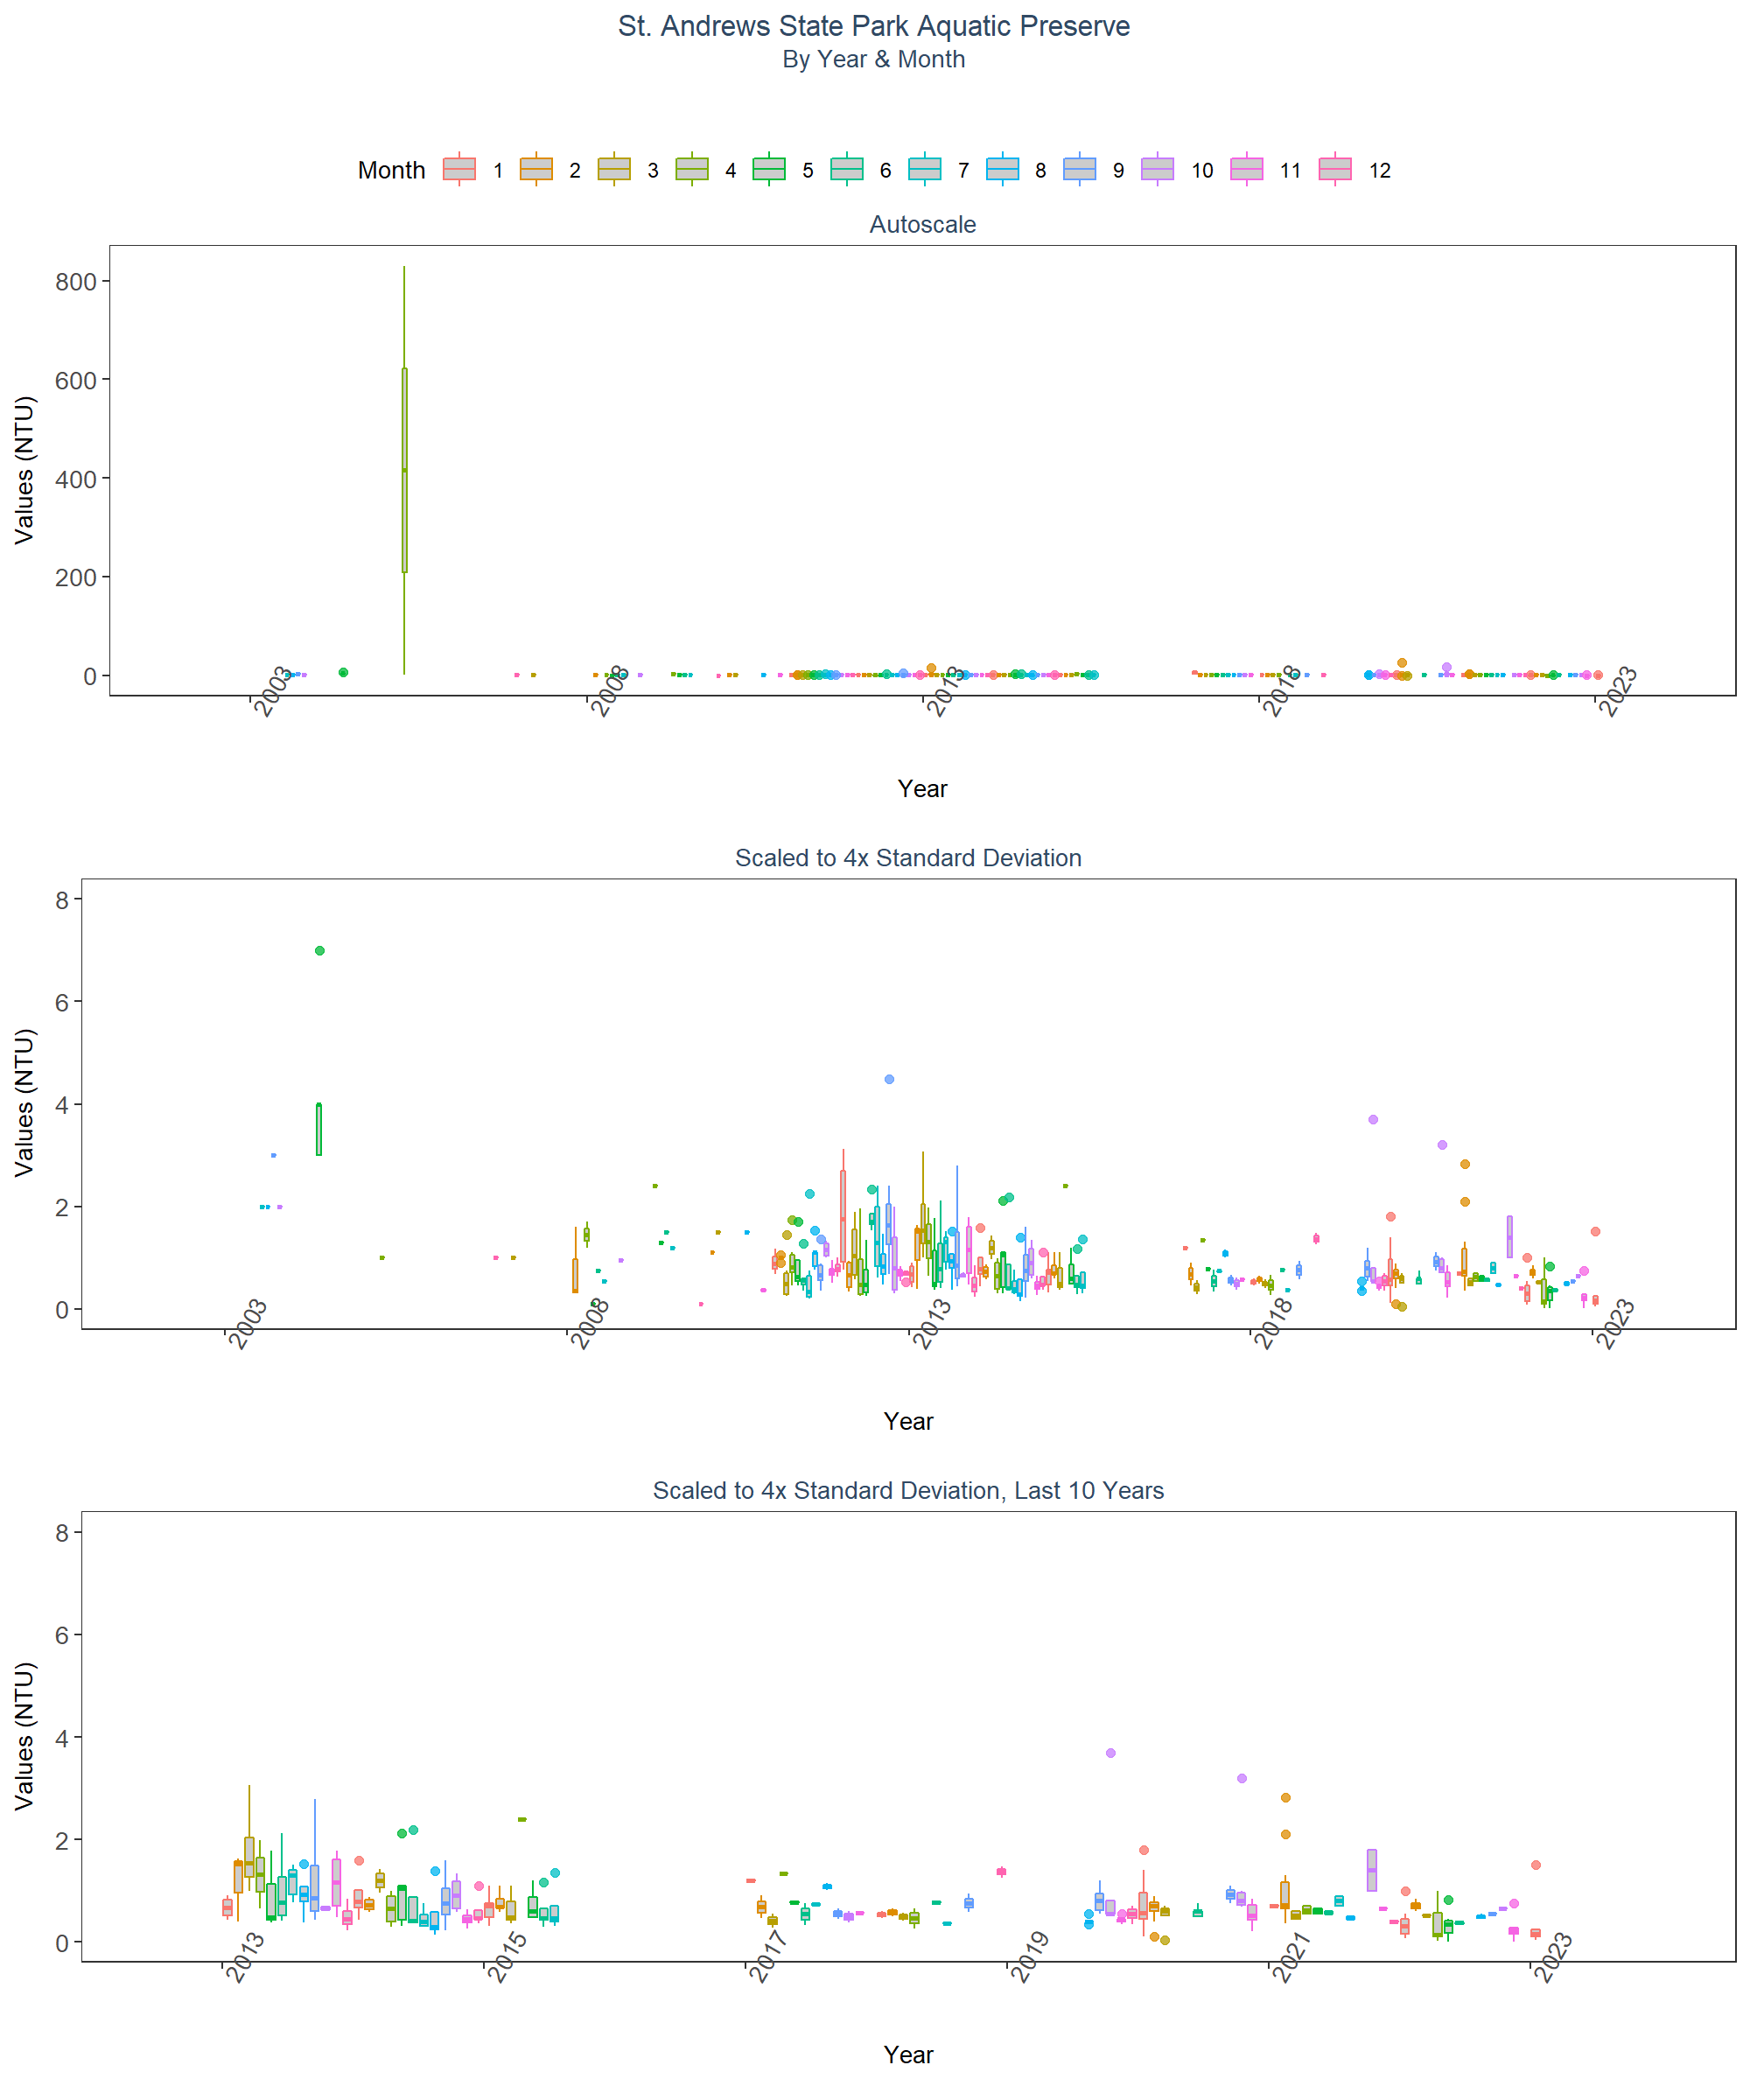 St. Andrews State Park Aquatic Preserve
By Year & Month
Month 1 2 3 4 5 6 7 8 9 10 11 12
Autoscale
800
600
400
200
0
Values (NTU)
2003 2008 2013 2018 2023
Year
Scaled to 4x Standard Deviation
8
6
4
2
0
Values (NTU)
2003 2008 2013 2018 2023
Year
Scaled to 4x Standard Deviation, Last 10 Years
8
6
4
2
0
Values (NTU)
2013 2015 2017 2019 2021 2023
Year